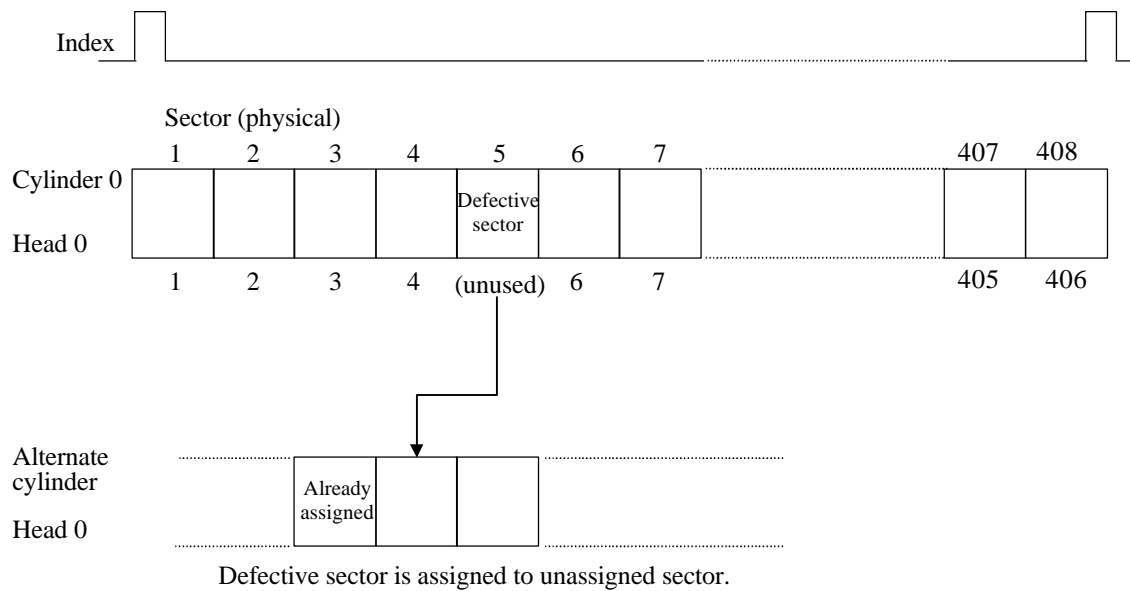 Index
Sector (physical)
1 2 3 4 5 6 7 407 408
Cylinder 0
Defective
sector
Head 0
1 2 3 4 (unused) 6 7 405 406
Alternate
cylinder
Already
assigned
Head 0
Defective sector is assigned to unassigned sector.